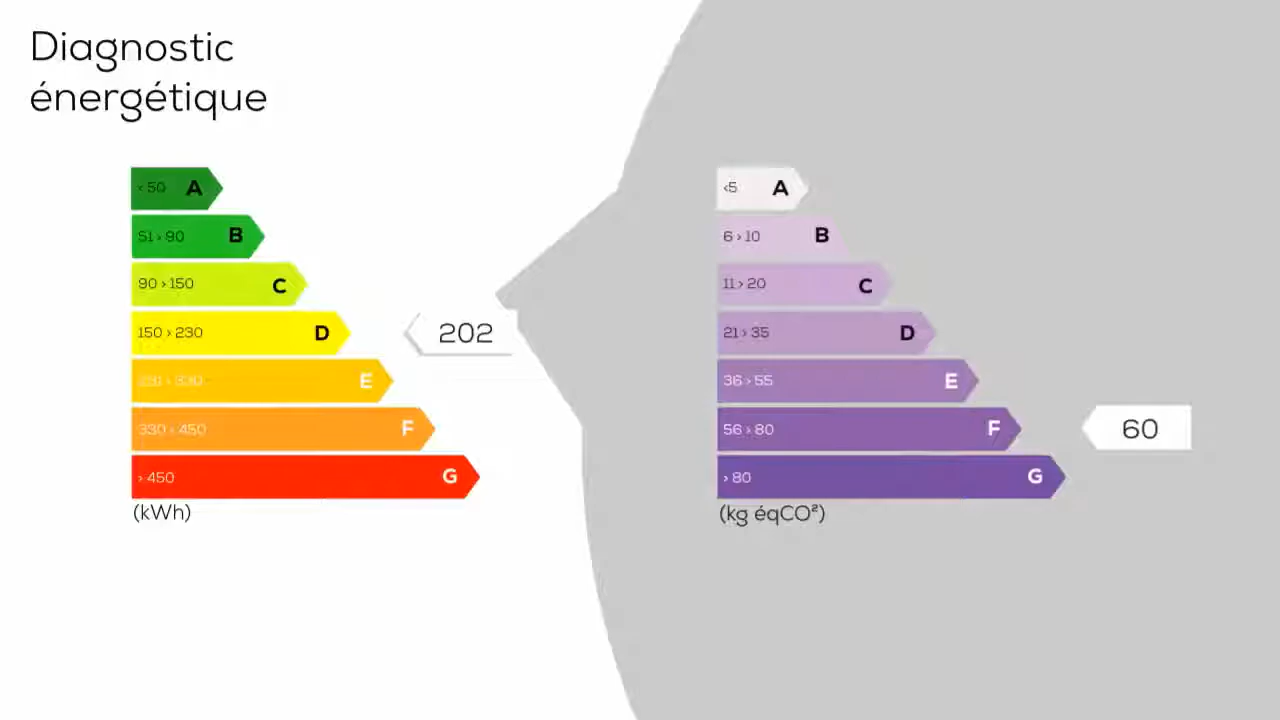 Diagnostic
énergétique
< 50 A
51 > 90 B
90 > 150 C
150 > 230 D
202
E
330 > 450 F
> 450 G
(kWh)
<5 A
6 > 10 B
11 > 20 C
21 > 35 D
36 > 55 E
56 > 80 F
60
> 80 G
(kg éqCO²)